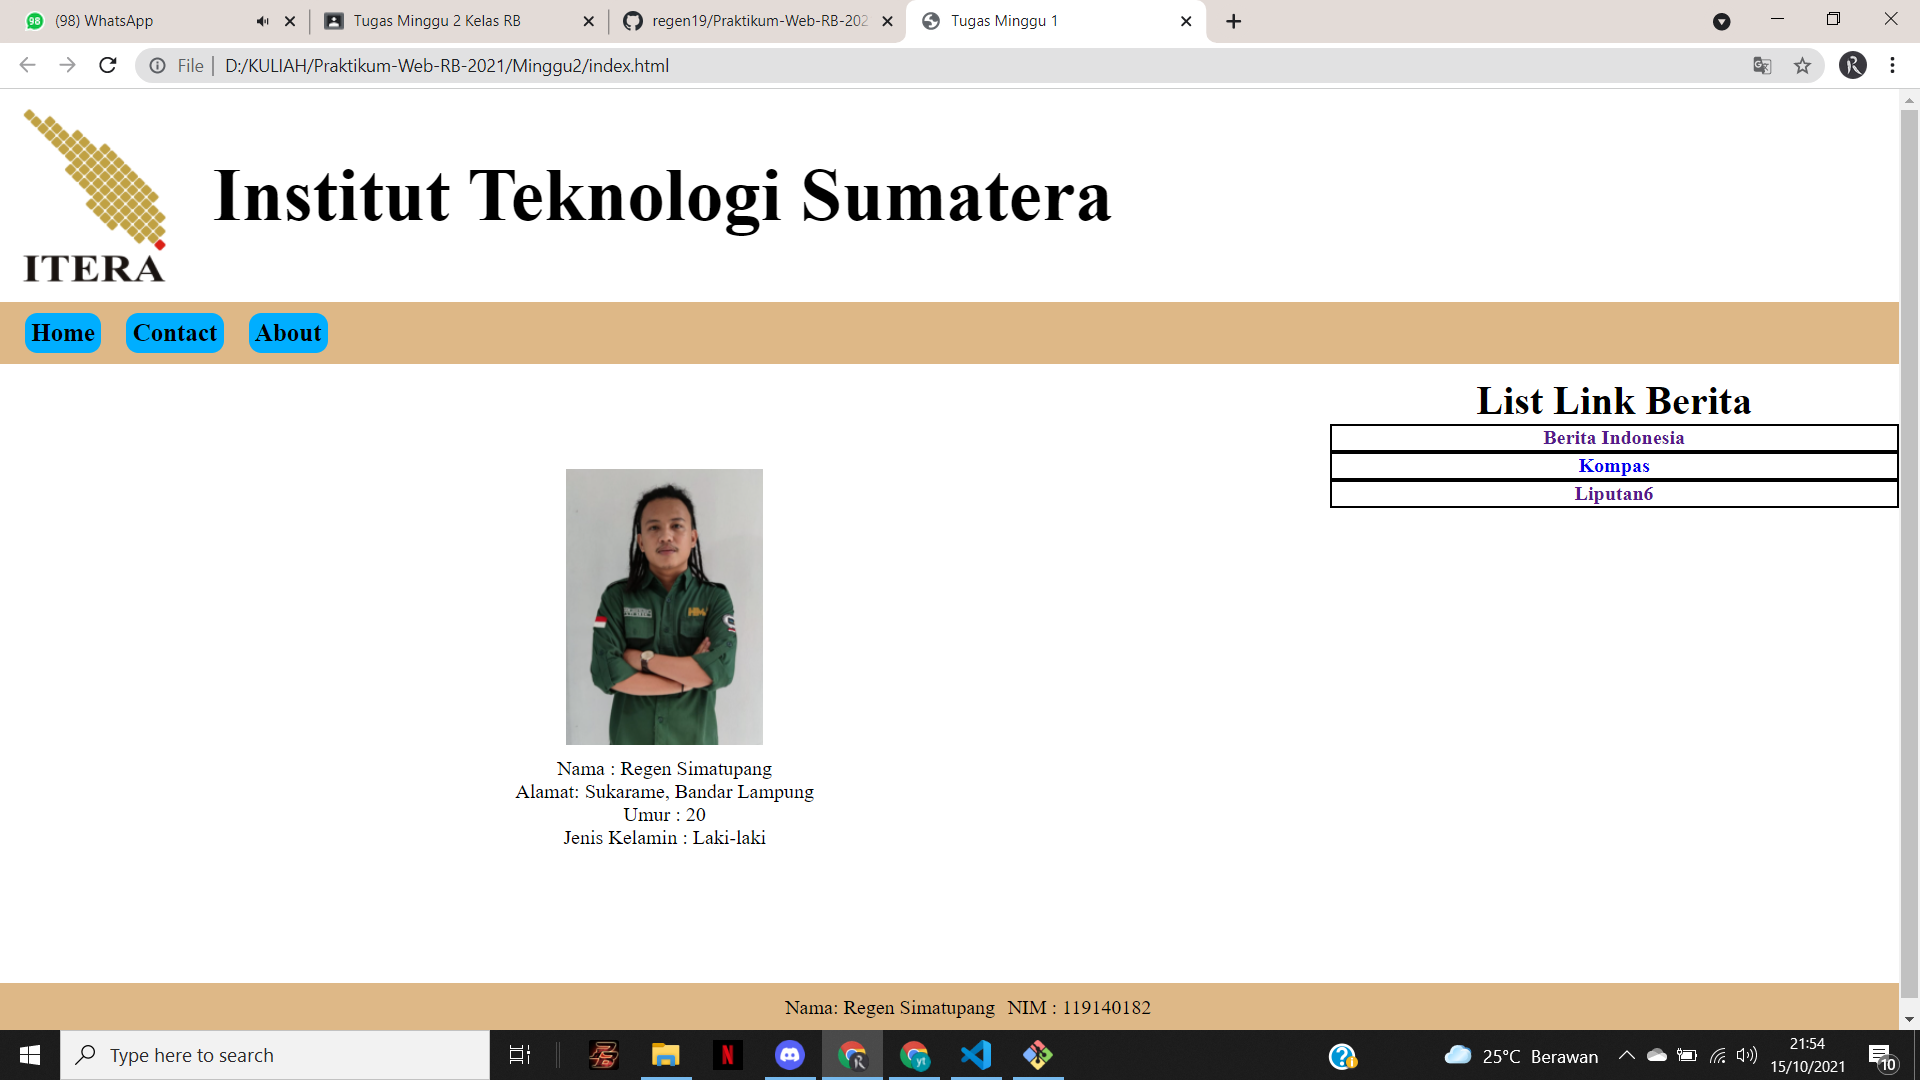 98
(98) WhatsApp
Tugas Minggu 2 Kelas RB
regen19/Praktikum-Web-RB-202
Tugas Minggu 1
File | D:/KULIAH/Praktikum-Web-RB-2021/Minggu2/index.html
ITERA
Institut Teknologi Sumatera
Home
Contact
About
List Link Berita
Berita Indonesia
Kompas
Liputan6
Nama : Regen Simatupang
Alamat: Sukarame, Bandar Lampung
Umur : 20
Jenis Kelamin : Laki-laki
Nama: Regen Simatupang NIM : 119140182
Type here to search
25°C Berawan
21:54
15/10/2021
10